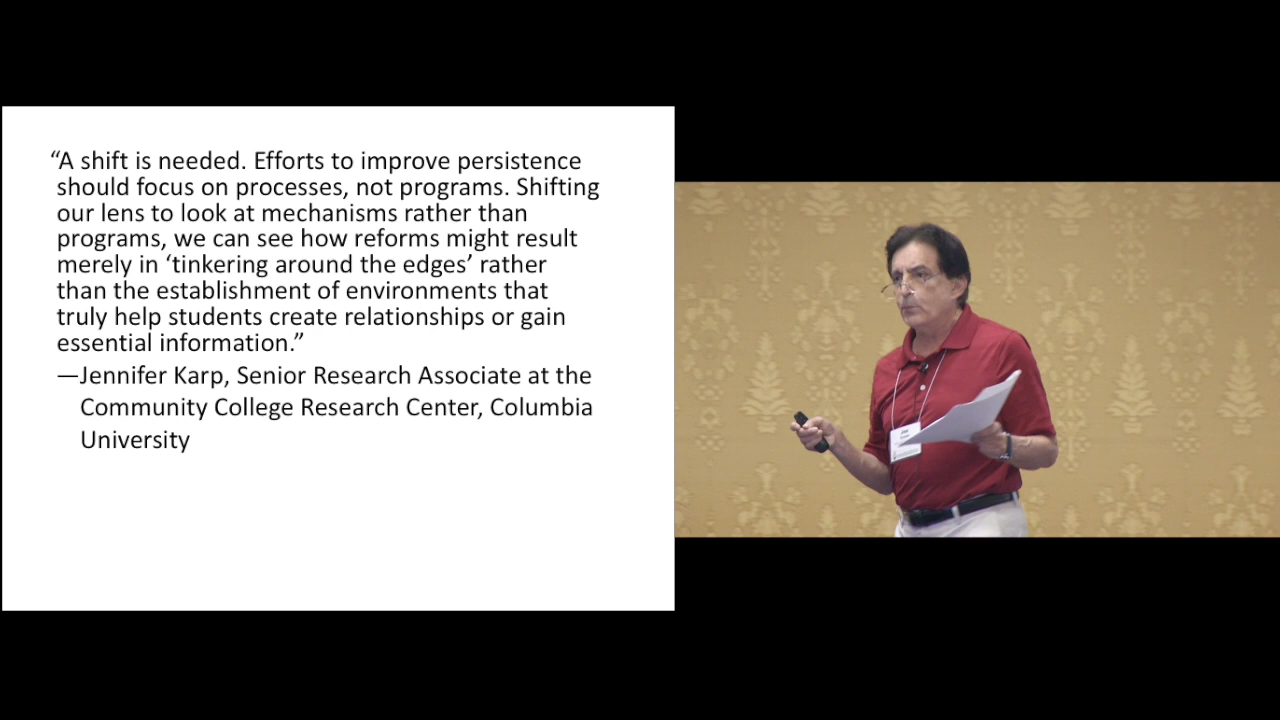 “A shift is needed. Efforts to improve persistence
should focus on processes, not programs. Shifting
our lens to look at mechanisms rather than
programs, we can see how reforms might result
merely in ‘tinkering around the edges’ rather
than the establishment of environments that
truly help students create relationships or gain
essential information.”
—Jennifer Karp, Senior Research Associate at the
Community College Research Center, Columbia
University